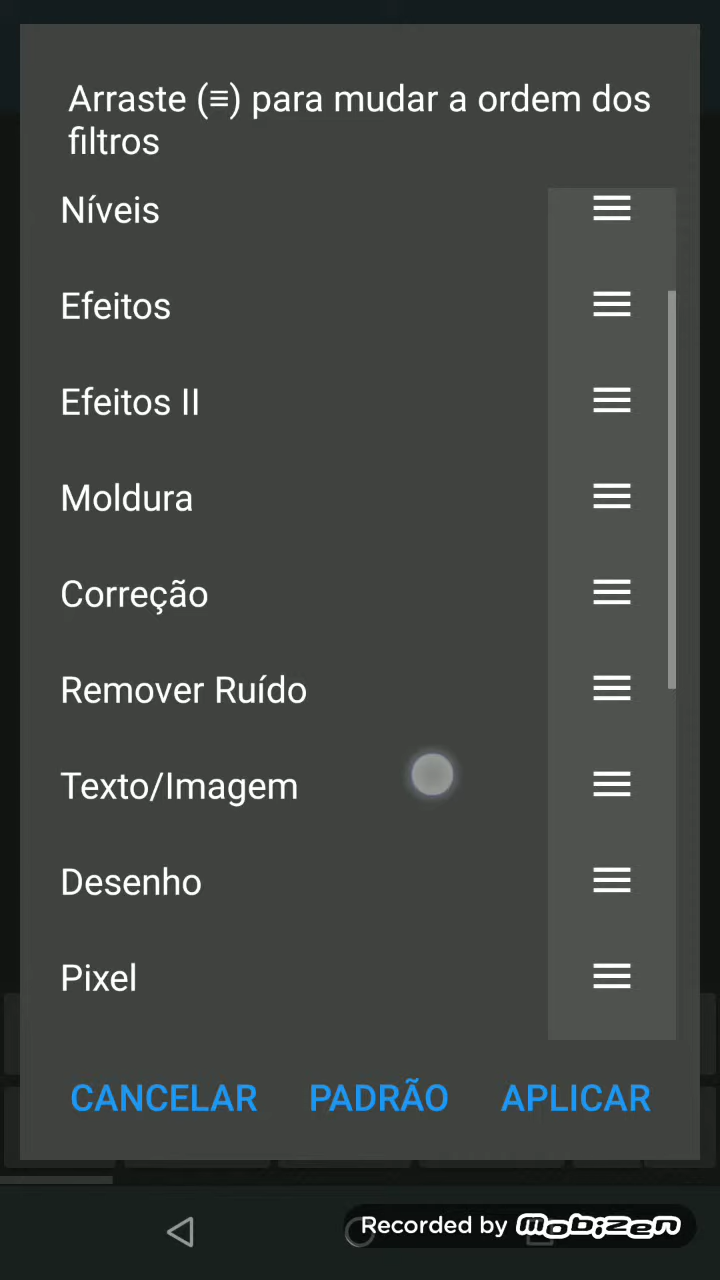 Arraste (≡) para mudar a ordem dos
filtros
Níveis
Efeitos
Efeitos II
Moldura
Correção
Remover Ruído
Texto/Imagem
Desenho
Pixel
CANCELAR PADRÃO APLICAR
Recorded by mobizen